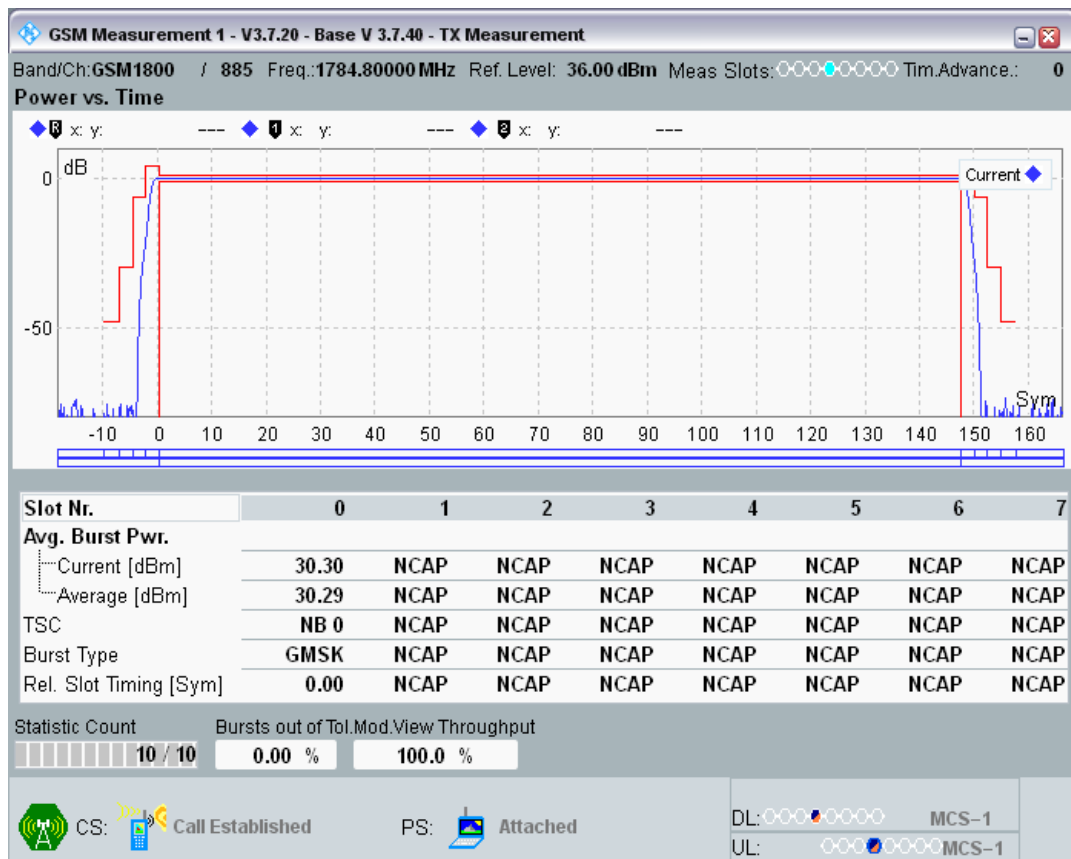 GSM Measurement 1 - V3.7.20 - Base V 3.7.40 - TX Measurement
Band/Ch:GSM1800 / 885 Freq.:1784.80000 MHz Ref. Level: 36.00 dBm Meas Slots: Tim.Advance.: 0
Power vs. Time
R x: y: --- 1 x: y: --- 2 x: y: ---
dB
Current
0
-50
Sym
-10 0 10 20 30 40 50 60 70 80 90 100 110 120 130 140 150 160
Slot Nr. 0 1 2 3 4 5 6 7
Avg. Burst Pwr.
Current [dBm] 30.30 NCAP NCAP NCAP NCAP NCAP NCAP NCAP
Average [dBm] 30.29 NCAP NCAP NCAP NCAP NCAP NCAP NCAP
TSC NB 0 NCAP NCAP NCAP NCAP NCAP NCAP NCAP
Burst Type GMSK NCAP NCAP NCAP NCAP NCAP NCAP NCAP
Rel. Slot Timing [Sym] 0.00 NCAP NCAP NCAP NCAP NCAP NCAP NCAP
Statistic Count Bursts out of Tol.Mod.View Throughput
10 / 10 0.00 % 100.0 %
CS: Call Established PS: Attached
DL: MCS-1
UL: MCS-1